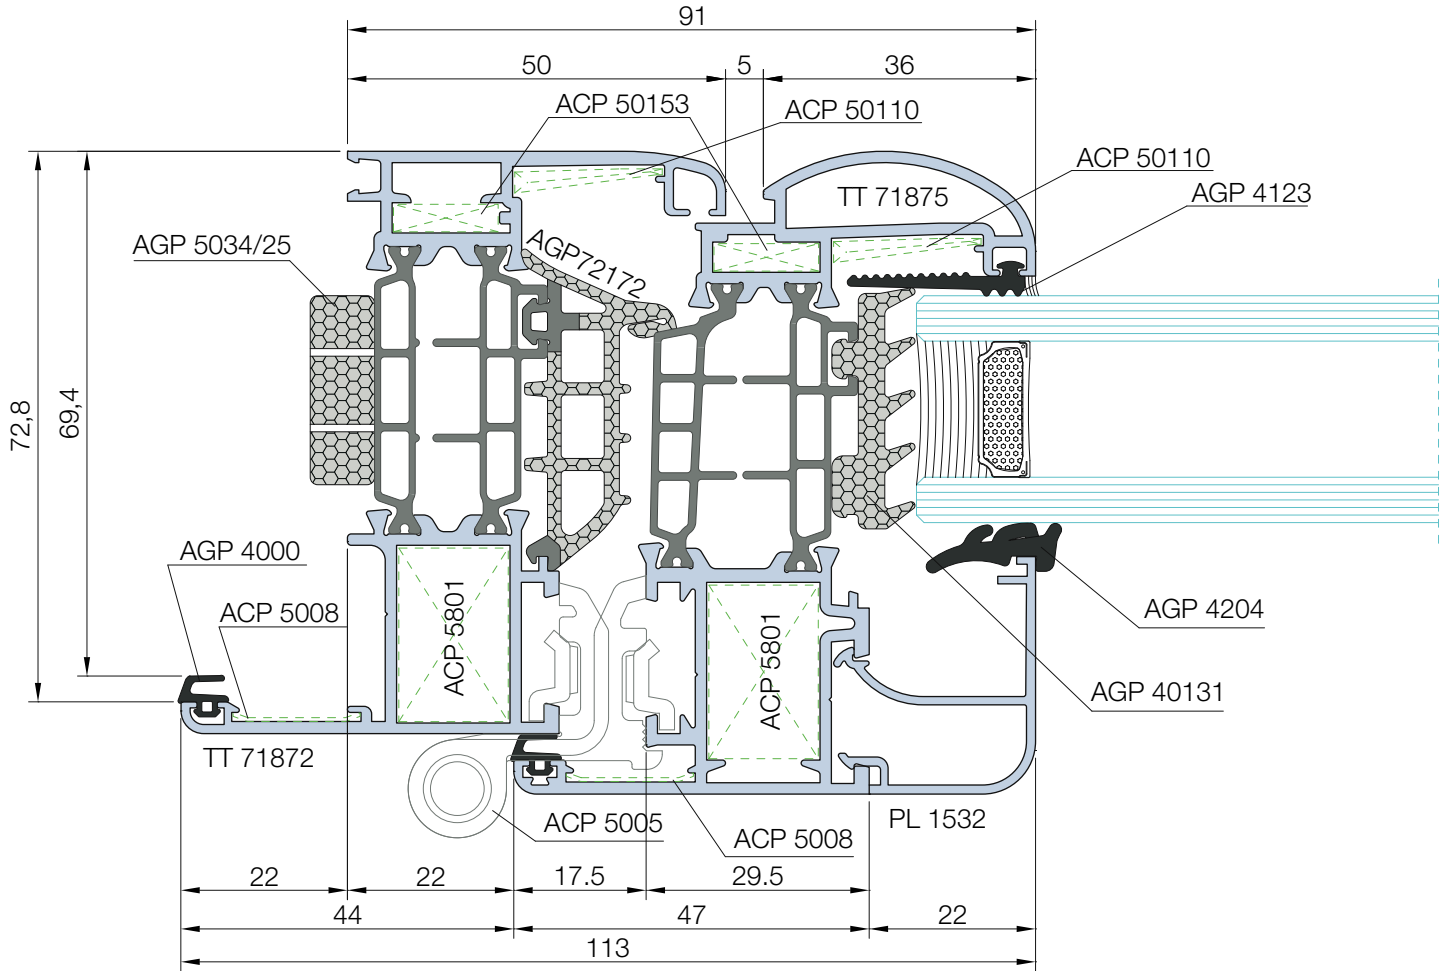 91
50
5
36
ACP 50153
ACP 50110
ACP 50110
TT 71875
AGP 4123
AGP 5034/25
AGP72172
72,8
69,4
AGP 4000
ACP 5008
ACP 5801
ACP 5801
AGP 4204
AGP 40131
TT 71872
ACP 5005
ACP 5008
PL 1532
22
22
17.5
29.5
44
47
22
113